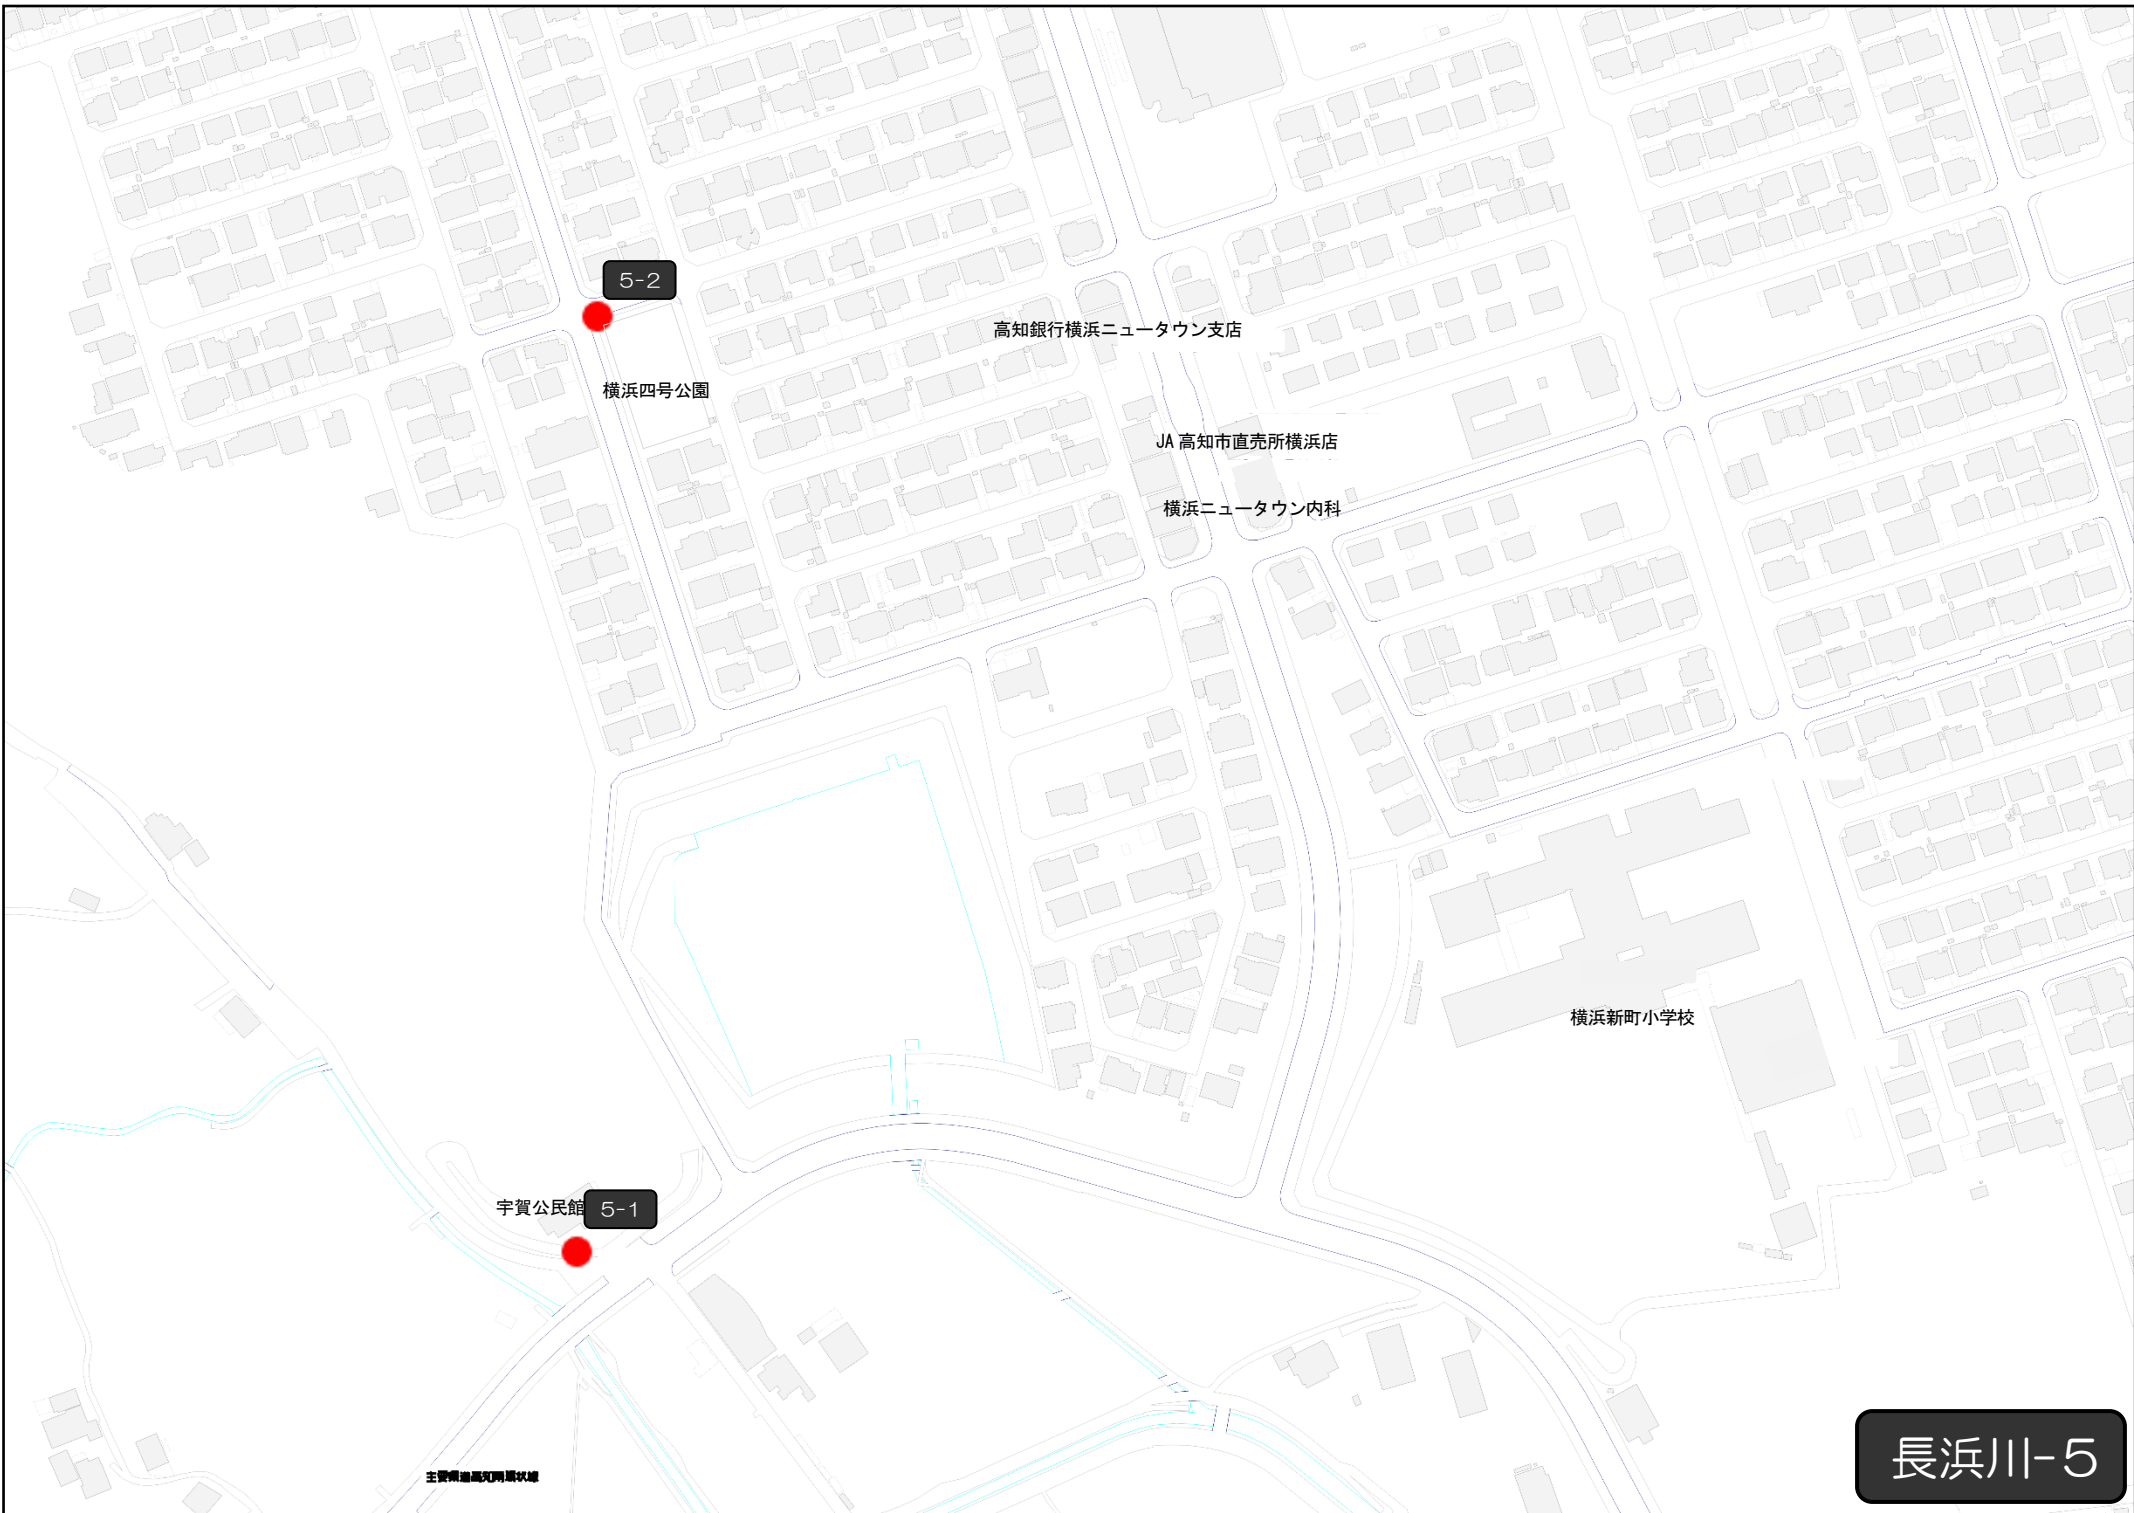 5-2
高知銀行横浜ニュータウン支店
横浜四号公園
JA 高知市直売所横浜店
横浜ニュータウン内科
横浜新町小学校
宇賀公民館
5-1
長浜川-5